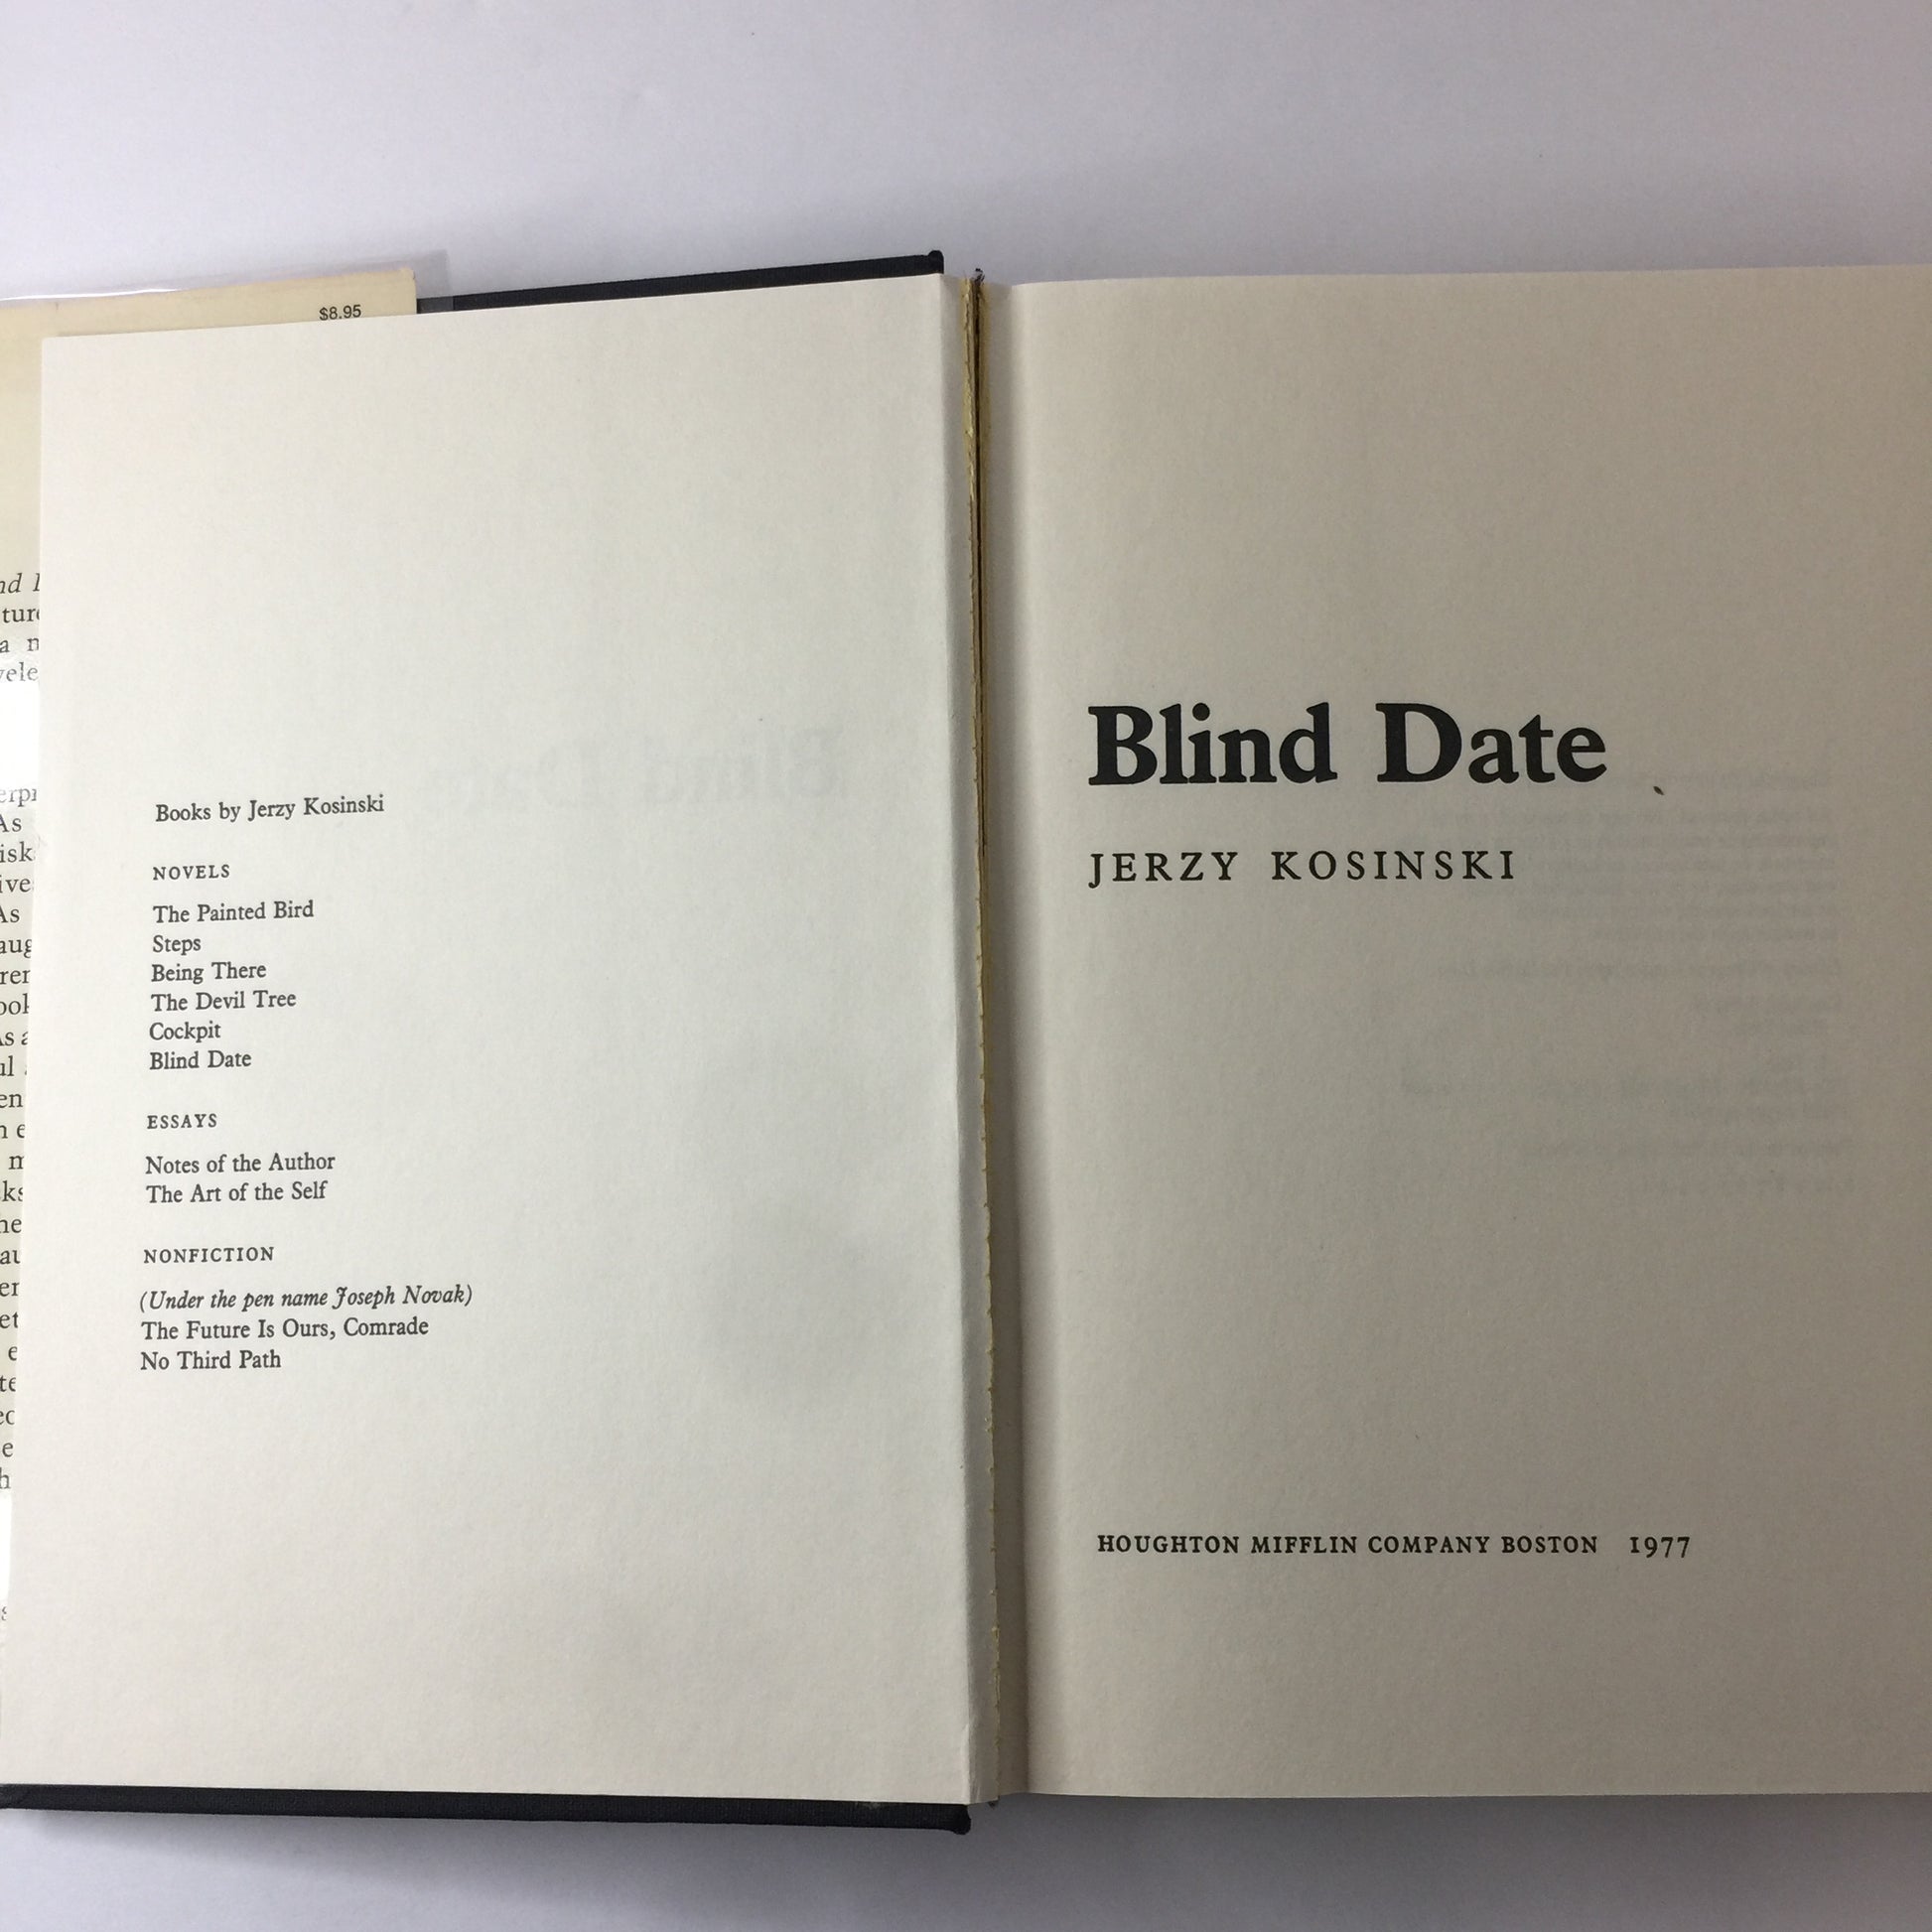 $8.95
Books by Jerzy Kosinski
NOVELS
The Painted Bird
Steps
Being There
The Devil Tree
Cockpit
Blind Date
ESSAYS
Notes of the Author
The Art of the Self
NONFICTION
(Under the pen name Joseph Novak)
The Future Is Ours, Comrade
No Third Path
Blind Date
JERZY KOSINSKI
HOUGHTON MIFFLIN COMPANY BOSTON 1977